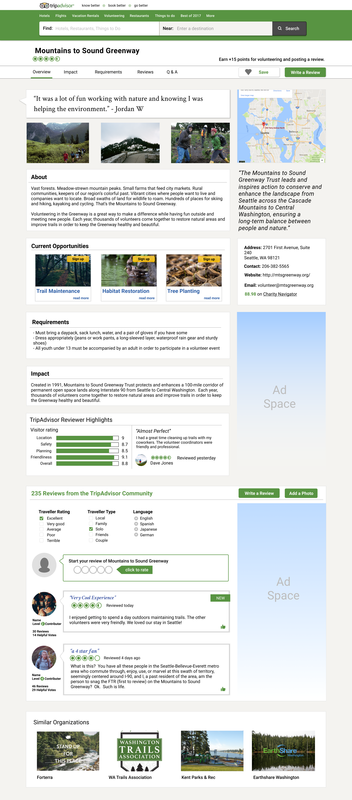 tripadvisor know better book better go better
Hotels Flights Vacation Rentals Volunteering Restaurants Things to Do Best of 2017 More
Find: Hotels, Restaurants, Things to Do Near: Enter a destination Search
Mountains to Sound Greenway
Earn +15 points for volunteering and posting a review.
Overview Impact Requirements Reviews Q & A Save Write a Review
"It was a lot of fun working with nature and knowing I was
helping the environment." - Jordan W
About
Vast forests. Meadow-strewn mountain peaks. Small farms that feed city markets. Rural
communities, keepers of our region's colorful past. Vibrant cities where people want to live and
companies want to locate. Broad swaths of land for wildlife to roam. Hundreds of places for skiing
and hiking, kayaking and cycling. That's the Mountains to Sound Greenway.
Volunteering in the Greenway is a great way to make a difference while having fun outside and
meeting new people. Each year, thousands of volunteers come together to restore natural areas and
improve trails in order to keep the Greenway healthy and beautiful.
"The Mountains to Sound
Greenway Trust leads and
inspires action to conserve and
enhance the landscape from
Seattle across the Cascade
Mountains to Central
Washington, ensuring a
long-term balance between
people and nature."
Current Opportunities
Sign up Sign up Sign up
Trail Maintenance Habitat Restoration Tree Planting
read more read more read more
Address: 2701 First Avenue, Suite
240
Seattle, WA 98121
Contact: 206-382-5565
Website: http://mtsgreenway.org/
Email: volunteer@mtsgreenway.org
88.98 on Charity Navigator
Requirements
- Must bring a daypack, sack lunch, water, and a pair of gloves if you have some
- Dress appropriately (jeans or work pants, a long-sleeved layer, waterproof rain gear and sturdy
shoes)
- All youth under 13 must be accompanied by an adult in order to participate in a volunteer event
Ad
Space
Impact
Created in 1991, Mountains to Sound Greenway Trust protects and enhances a 100-mile corridor of
permanent open space lands along Interstate 90 from Seattle to Central Washington. Each year,
thousands of volunteers come together to restore natural areas and improve trails in order to keep
the Greenway healthy and beautiful.
TripAdvisor Reviewer Highlights
Visitor rating
Location 9
Safety 8.7
Planning 8.5
Friendliness 9.1
Overall 8.8
"Almost Perfect"
I had a great time cleaning up trails with my
coworkers. The volunteer coordinators were
friendly and professional.
Reviewed yesterday
Dave Jones
235 Reviews from the TripAdvisor Community Write a Review Add a Photo
Traveller Rating Traveller Type Language
Excellent Local English
Very good Family Spanish
Average Solo Japanese
Poor Friends German
Terrible Couple
Start your review of Mountains to Sound Greenway
click to rate
Ad
Space
"Very Cool Experience" NEW
Reviewed today
I enjoyed getting to spend a day outdoors maintaining trails. The other
volunteers were very friendly. We loved our stay in Seattle!
Name
Level Contributor
14 Helpful Votes
"a 4 star fan"
Reviewed 4 days ago
What is this? You have all these people in the Seattle-Bellevue-Everett metro
area who commute through, enjoy, use, or marvel at this swath of territory,
seemingly centered around I-90, and I, a past resident of the area, am the
person to snag the FTR (first to review) on the Mountains to Sound
Greenway? Ok. Such is life.
Name
Level Contributor
29 Helpful Votes
Similar Organizations
STAND UP
FOR
THIS PLACE
WASHINGTON
TRAILS
ASSOCIATION
EarthShare
Forterra WA Trails Association Kent Parks & Rec Earthshare Washington